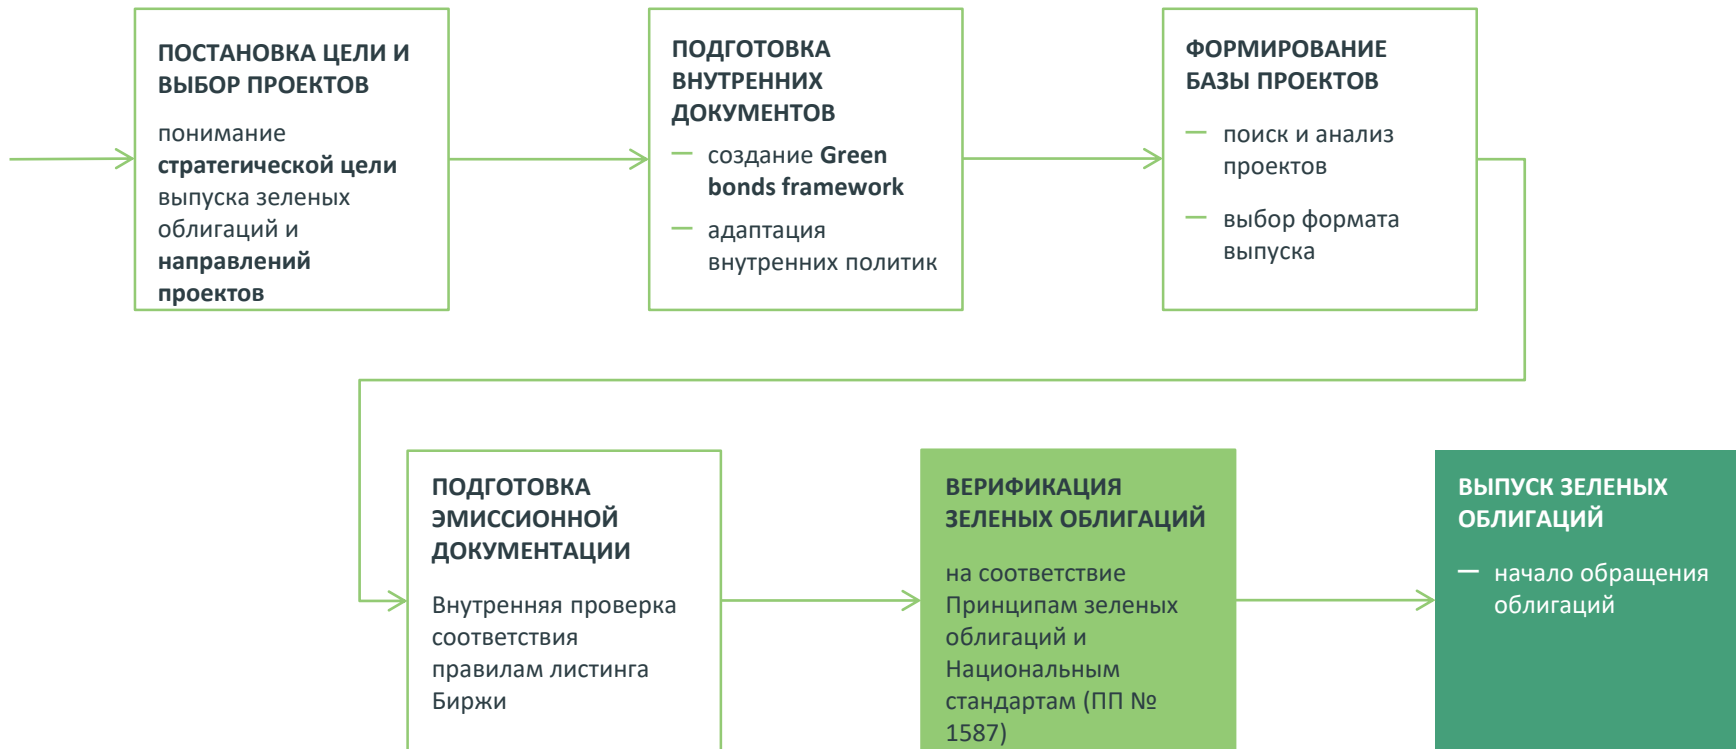 ПОСТАНОВКА ЦЕЛИ И
ВЫБОР ПРОЕКТОВ
понимание
стратегической цели
выпуска зеленых
облигаций и
направлений
проектов
ПОДГОТОВКА
ВНУТРЕННИХ
ДОКУМЕНТОВ
— создание Green
bonds framework
— адаптация
внутренних политик
ФОРМИРОВАНИЕ
БАЗЫ ПРОЕКТОВ
— поиск и анализ
проектов
— выбор формата
выпуска
ПОДГОТОВКА
ЭМИССИОННОЙ
ДОКУМЕНТАЦИИ
Внутренняя проверка
соответствия
правилам листинга
Биржи
ВЕРИФИКАЦИЯ
ЗЕЛЕНЫХ ОБЛИГАЦИЙ
на соответствие
Принципам зеленых
облигаций и
Национальным
стандартам (ПП №
1587)
ВЫПУСК ЗЕЛЕНЫХ
ОБЛИГАЦИЙ
— начало обращения
облигаций